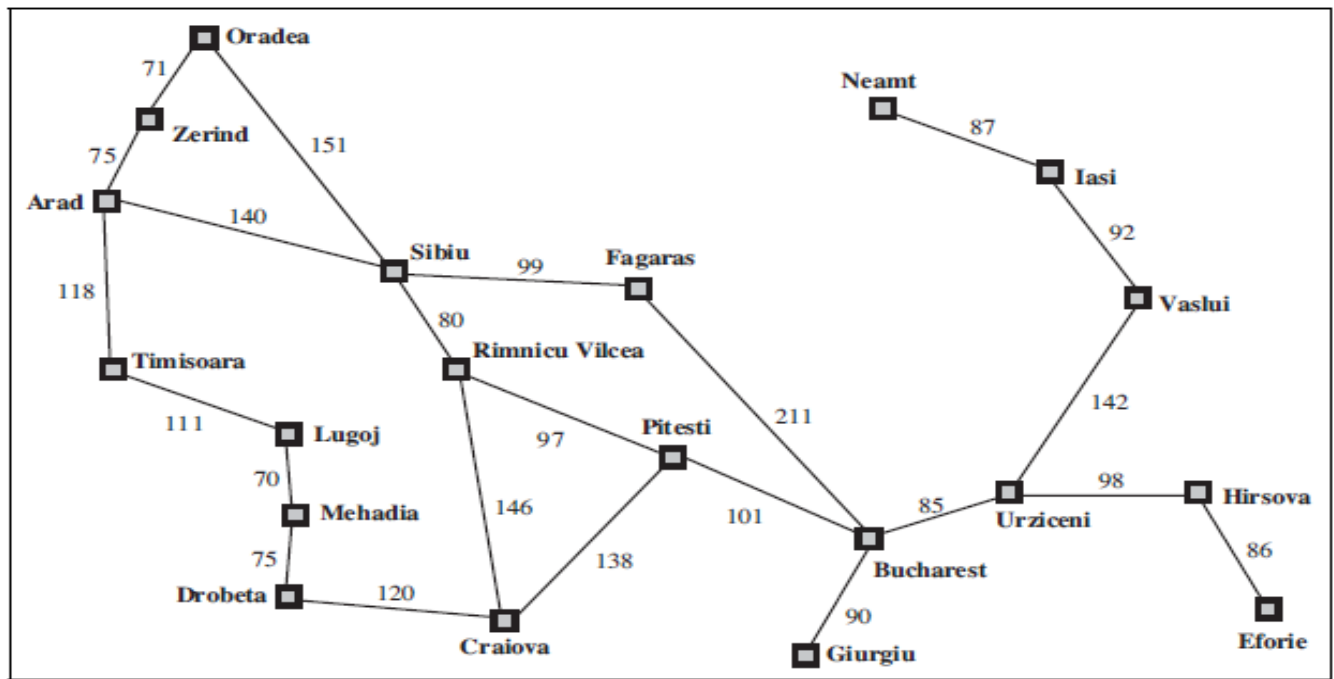 Oradea
71
Neamt
87
Zerind
151
75
Iasi
Arad
140
92
Sibiu
Fagaras
99
118
Vaslui
80
Timisoara
Rimnicu Vilcea
142
211
111
Lugoj
97
Pitesti
70
98
Hirsova
Mehadia
146
101
85
Urziceni
75
138
86
Bucharest
Drobeta
120
90
Craiova
Giurgiu
Eforie